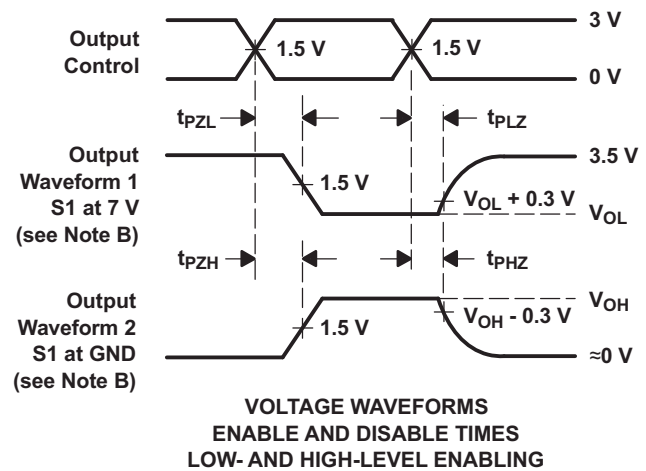 Output
Control
1.5 V
1.5 V
3 V
0 V
tPZL
tPLZ
Output
Waveform 1
S1 at 7 V
(see Note B)
1.5 V
3.5 V
VOL + 0.3 V
VOL
tPZH
tPHZ
Output
Waveform 2
S1 at GND
(see Note B)
1.5 V
VOH
VOH - 0.3 V
≈0 V
VOLTAGE WAVEFORMS
ENABLE AND DISABLE TIMES
LOW- AND HIGH-LEVEL ENABLING